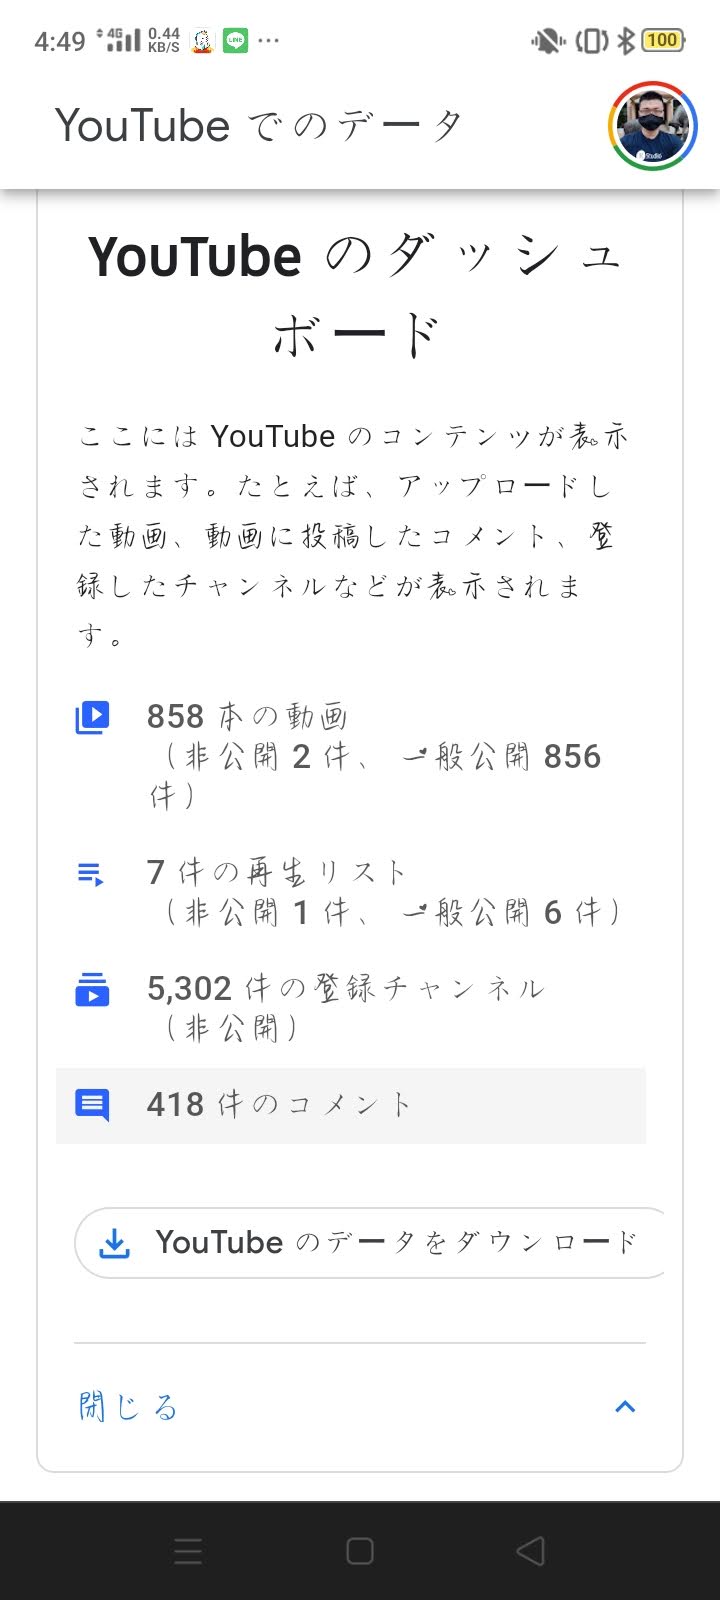 4:49 4G 0.44 KB/S LINE ... 100
YouTube でのデータ
YouTube のダッシュ
ボード
ここには YouTube のコンテンツが表示
されます。たとえば、アップロードし
た動画、動画に投稿したコメント、登
録したチャンネルなどが表示されま
す。
858 本の動画
（非公開 2 件、 一般公開 856
件）
7 件の再生リスト
（非公開 1 件、 一般公開 6 件）
5,302 件の登録チャンネル
（非公開）
418 件のコメント
YouTube のデータをダウンロード
閉じる